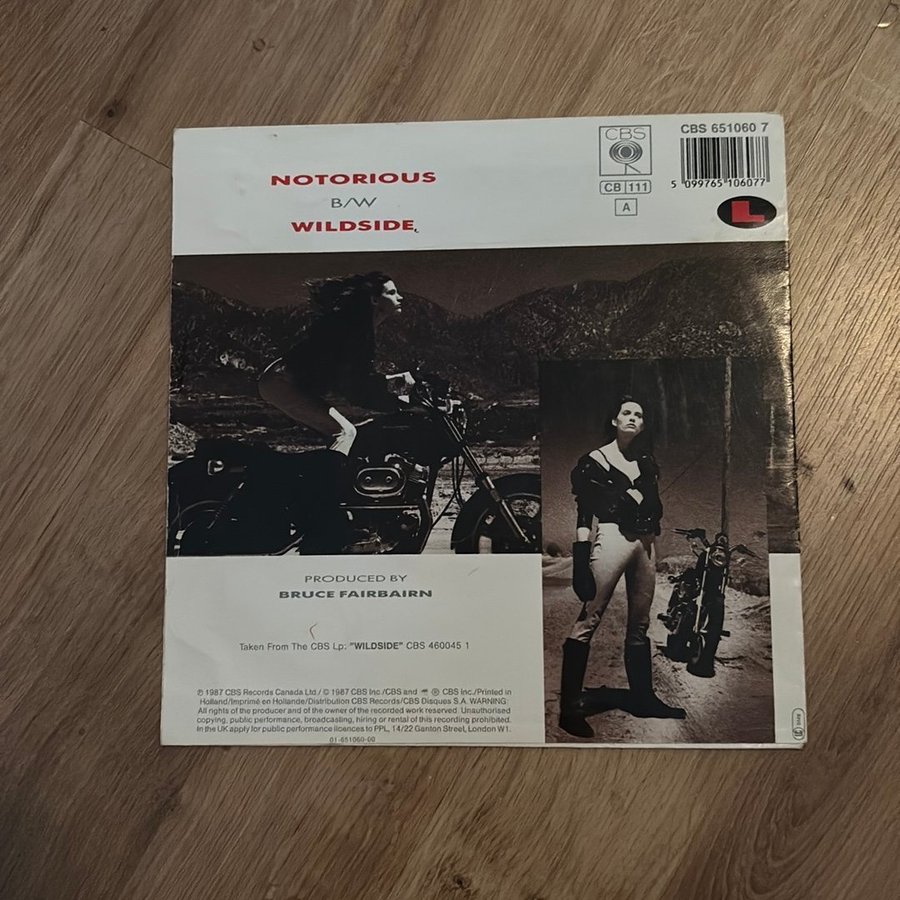 NOTORIOUS
B/W
WILDSIDE
CBS
CB 111
A
CBS 651060 7
5 099765 106077
L
PRODUCED BY
BRUCE FAIRBAIRN
Taken From The CBS Lp: "WILDSIDE" CBS 460045 1
℗ 1987 CBS Records Canada Ltd./ © 1987 CBS Inc./CBS and ® CBS Inc./Printed in
Holland/Imprimé en Hollande/Distribution CBS Records/CBS Disques S.A. WARNING:
All rights of the producer and of the owner of the recorded work reserved. Unauthorised
copying, public performance, broadcasting, hiring or rental of this recording prohibited.
In the UK apply for public performance licences to PPL, 14/22 Ganton Street, London W1.
01-651060-60